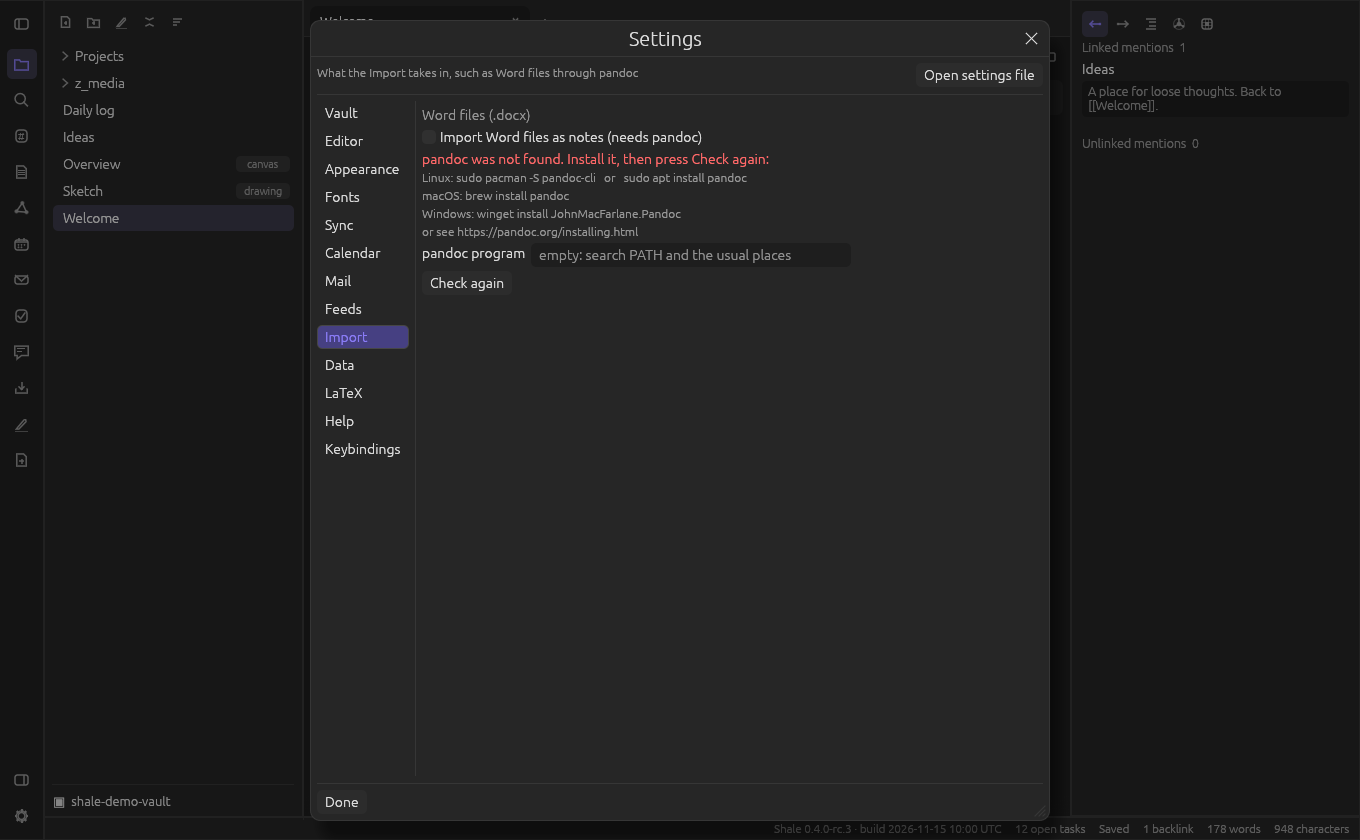 Projects
z_media
Daily log
Ideas
Overview canvas
Sketch drawing
Welcome
shale-demo-vault
Welcome
Settings
What the Import takes in, such as Word files through pandoc
Open settings file
Vault
Editor
Appearance
Fonts
Sync
Calendar
Mail
Feeds
Import
Data
LaTeX
Help
Keybindings
Word files (.docx)
Import Word files as notes (needs pandoc)
pandoc was not found. Install it, then press Check again:
Linux: sudo pacman -S pandoc-cli or sudo apt install pandoc
macOS: brew install pandoc
Windows: winget install JohnMacFarlane.Pandoc
or see https://pandoc.org/installing.html
pandoc program empty: search PATH and the usual places
Check again
Done
Linked mentions 1
Ideas
A place for loose thoughts. Back to
[[Welcome]].
Unlinked mentions 0
Shale 0.4.0-rc.3 · build 2026-11-15 10:00 UTC 12 open tasks Saved 1 backlink 178 words 948 characters